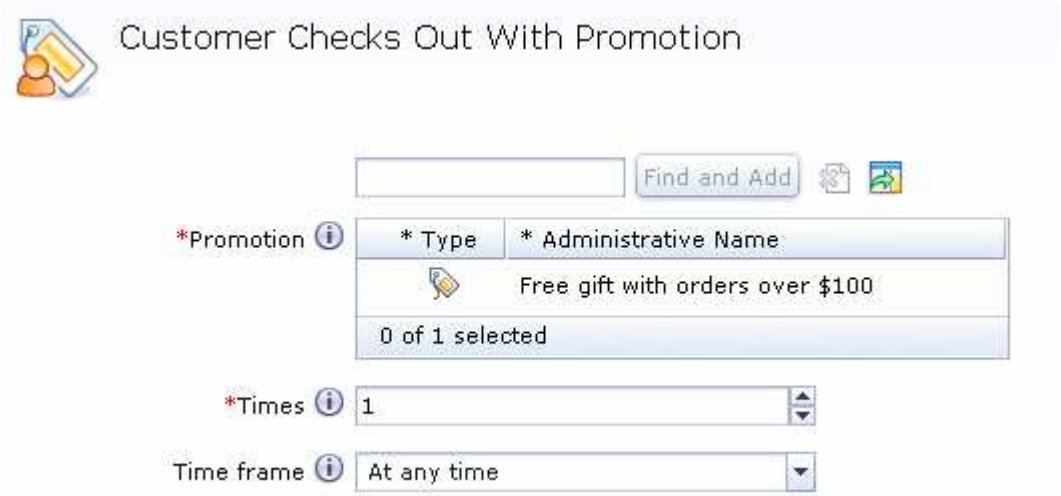 Customer Checks Out With Promotion
Find and Add
*Promotion
* Type * Administrative Name
Free gift with orders over $100
0 of 1 selected
*Times 1
Time frame At any time